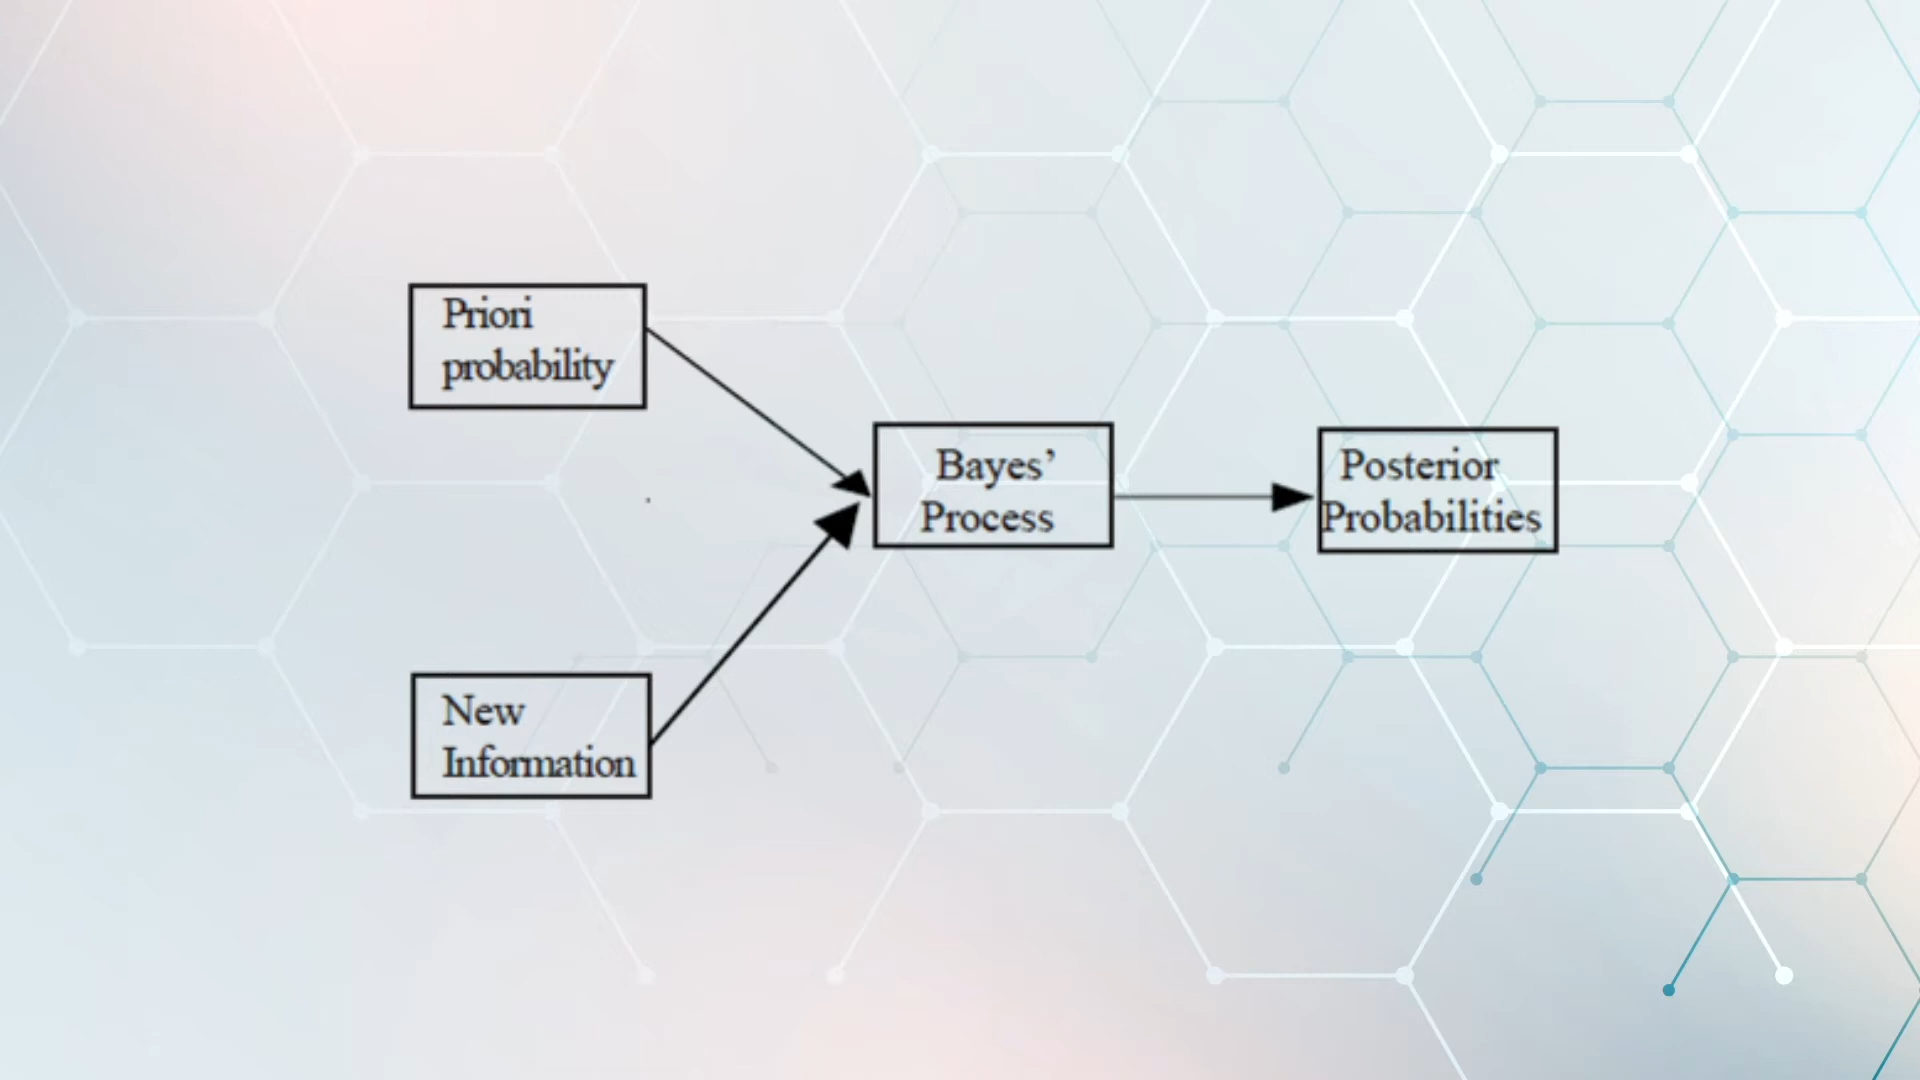 Priori
probability
Bayes’
Process
Posterior
Probabilities
New
Information